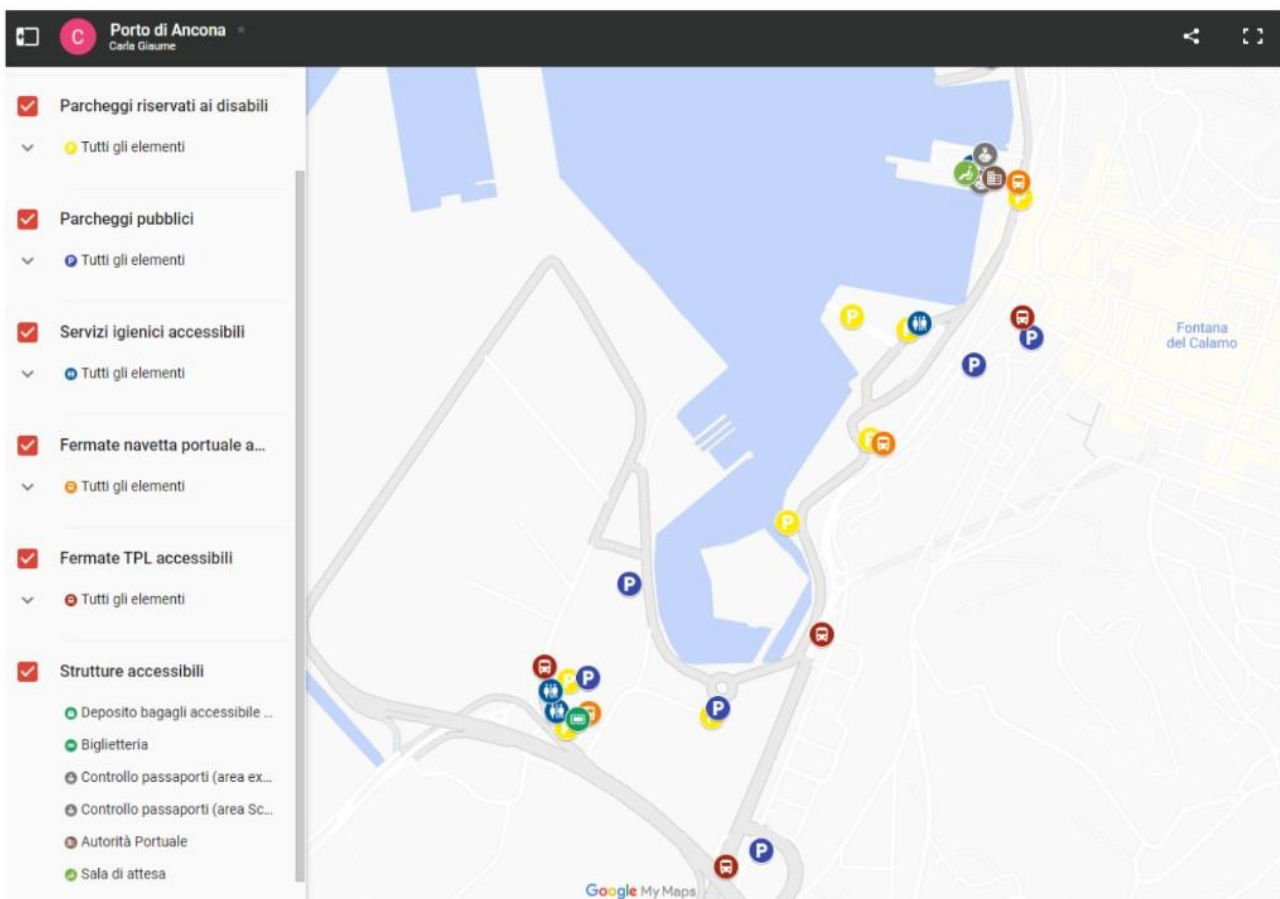 C
Porto di Ancona
Carla Giaume
Parcheggi riservati ai disabili
P Tutti gli elementi
Parcheggi pubblici
P Tutti gli elementi
Servizi igienici accessibili
Tutti gli elementi
Fermate navetta portuale a...
Tutti gli elementi
Fermate TPL accessibili
Tutti gli elementi
Strutture accessibili
Deposito bagagli accessibile ...
Biglietteria
Controllo passaporti (area ex...
Controllo passaporti (area Sc...
Autorità Portuale
Sala di attesa
P
P
P
P
P
Fontana
del Calamo
P
P
P
P
P
P
P
P
P
P
Google My Maps